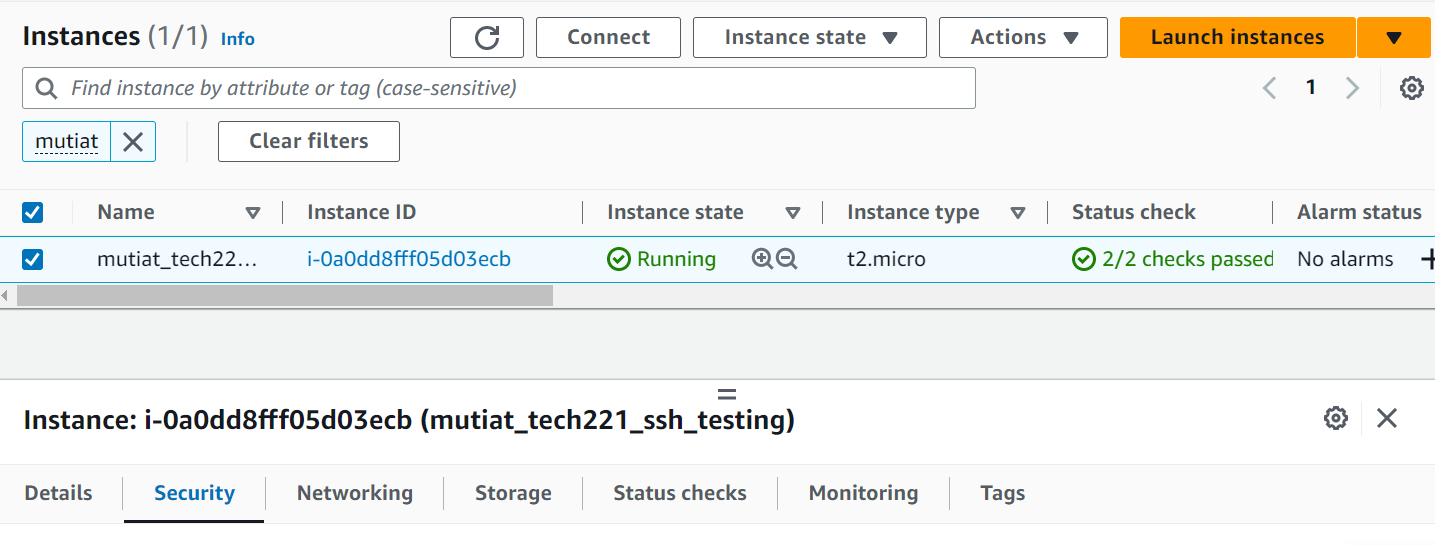 Instances (1/1) Info Connect Instance state Actions Launch instances
Find instance by attribute or tag (case-sensitive) 1
mutiat Clear filters
Name Instance ID Instance state Instance type Status check Alarm status
mutiat_tech22... i-0a0dd8fff05d03ecb Running t2.micro 2/2 checks passed No alarms
Instance: i-0a0dd8fff05d03ecb (mutiat_tech221_ssh_testing)
Details Security Networking Storage Status checks Monitoring Tags